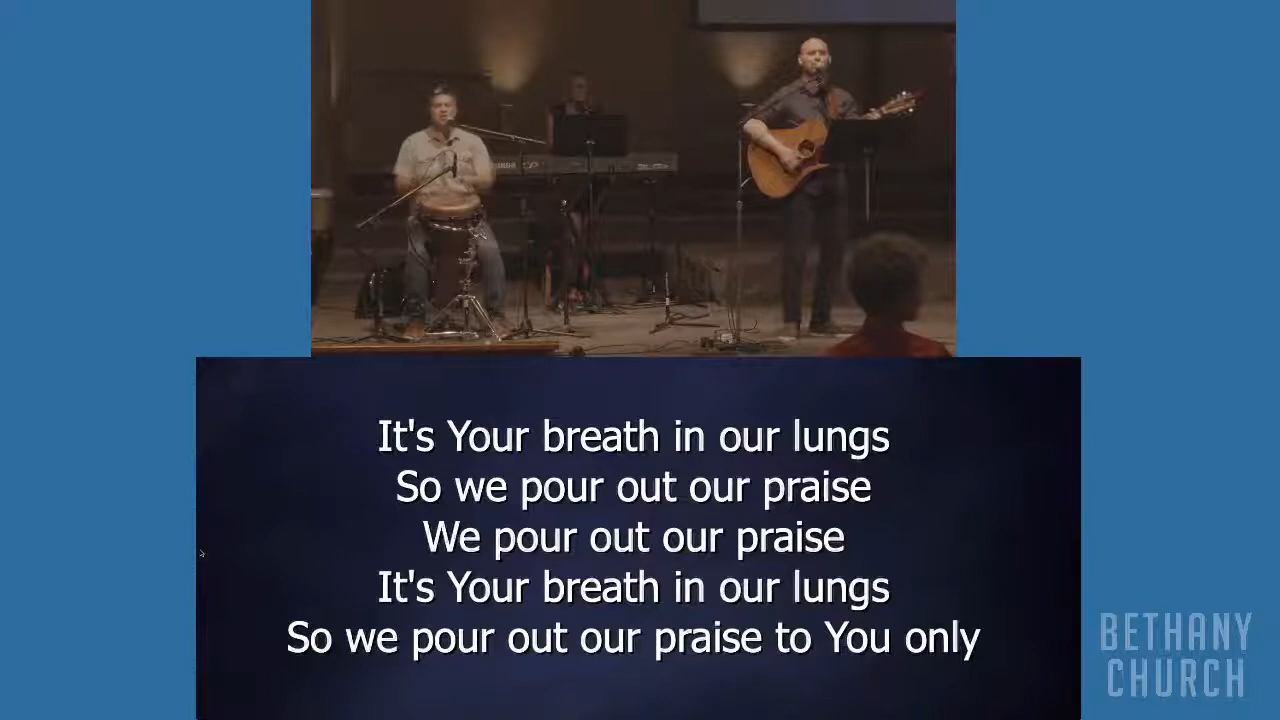 It's Your breath in our lungs
So we pour out our praise
We pour out our praise
It's Your breath in our lungs
So we pour out our praise to You only
BETHANY
CHURCH